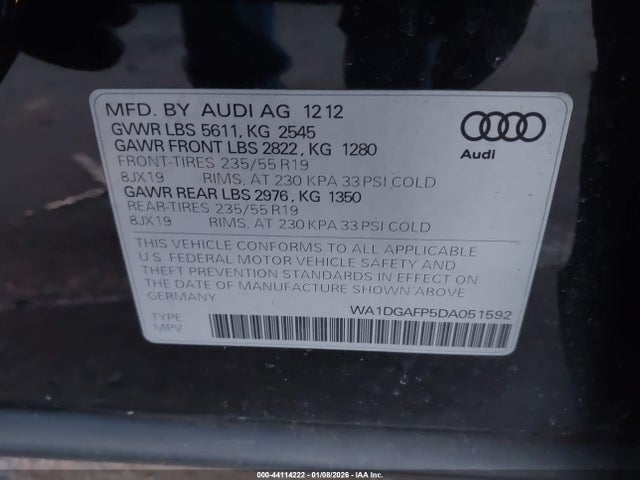 MFD. BY AUDI AG 12 12
GVWR LBS 5611, KG 2545
GAWR FRONT LBS 2822, KG 1280
FRONT-TIRES 235/55 R19
8JX19 RIMS, AT 230 KPA 33 PSI COLD
GAWR REAR LBS 2976, KG 1350
REAR-TIRES 235/55 R19
8JX19 RIMS, AT 230 KPA 33 PSI COLD
Audi
THIS VEHICLE CONFORMS TO ALL APPLICABLE
U.S. FEDERAL MOTOR VEHICLE SAFETY AND
THEFT PREVENTION STANDARDS IN EFFECT ON
THE DATE OF MANUFACTURE SHOWN ABOVE
GERMANY
WA1DGAFP5DA051592
TYPE
MPV
000-44114222 - 01/08/2026 - IAA Inc.